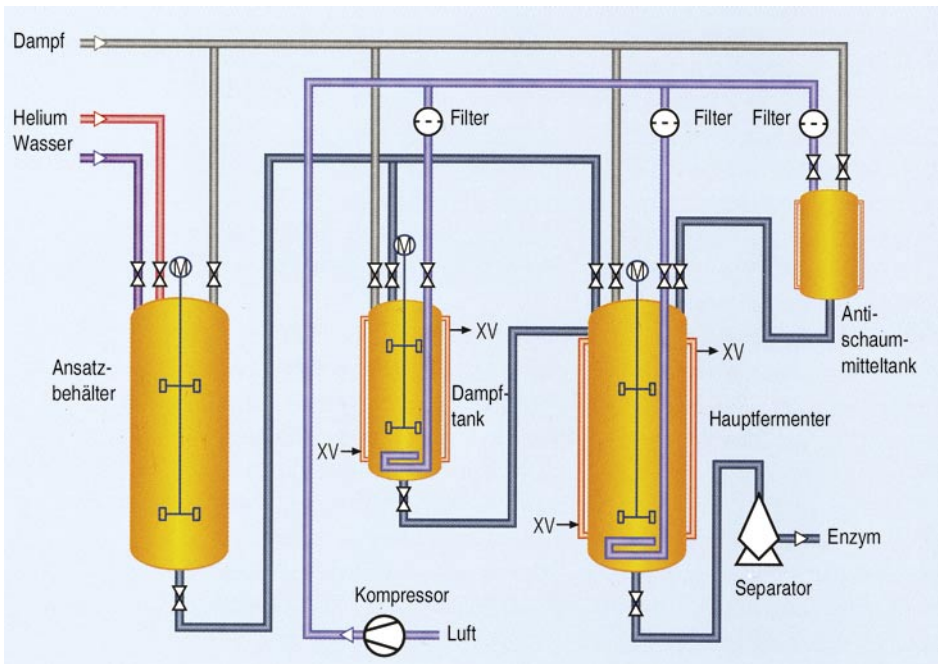 Dampf
Helium
Wasser
Filter
Filter
Filter
M
M
M
Ansatz-
behälter
XV
XV
Dampf-
tank
XV
XV
Anti-
schaum-
mitteltank
Hauptfermenter
Enzym
Separator
Kompressor
Luft